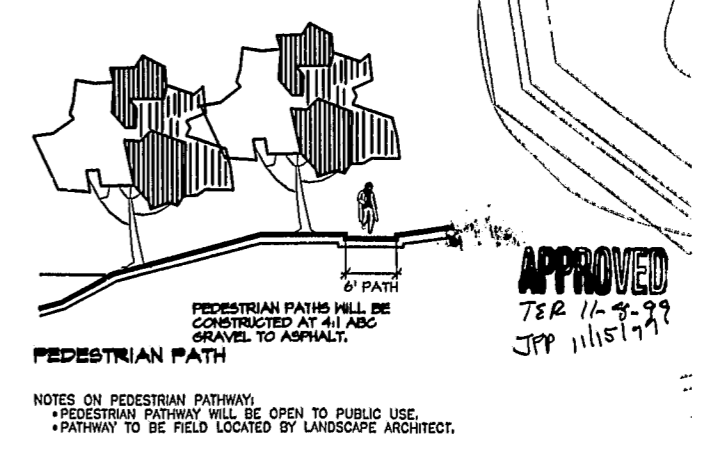 6' PATH
PEDESTRIAN PATHS WILL BE
CONSTRUCTED AT 4:1 ABC
GRAVEL TO ASPHALT.
PEDESTRIAN PATH
APPROVED
TER 11-8-99
JPP 11/15/99
NOTES ON PEDESTRIAN PATHWAY:
• PEDESTRIAN PATHWAY WILL BE OPEN TO PUBLIC USE.
• PATHWAY TO BE FIELD LOCATED BY LANDSCAPE ARCHITECT.